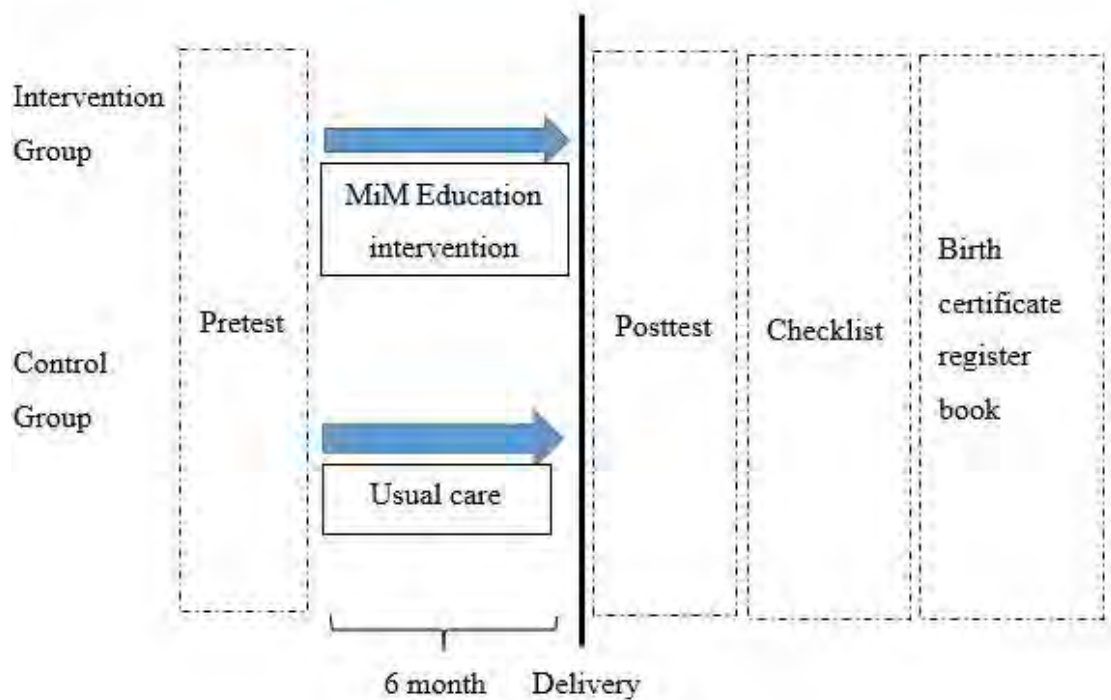 Intervention
Group
MiM Education
intervention
Pretest
Control
Group
Usual care
Posttest
Checklist
Birth
certificate
register
book
6 month
Delivery